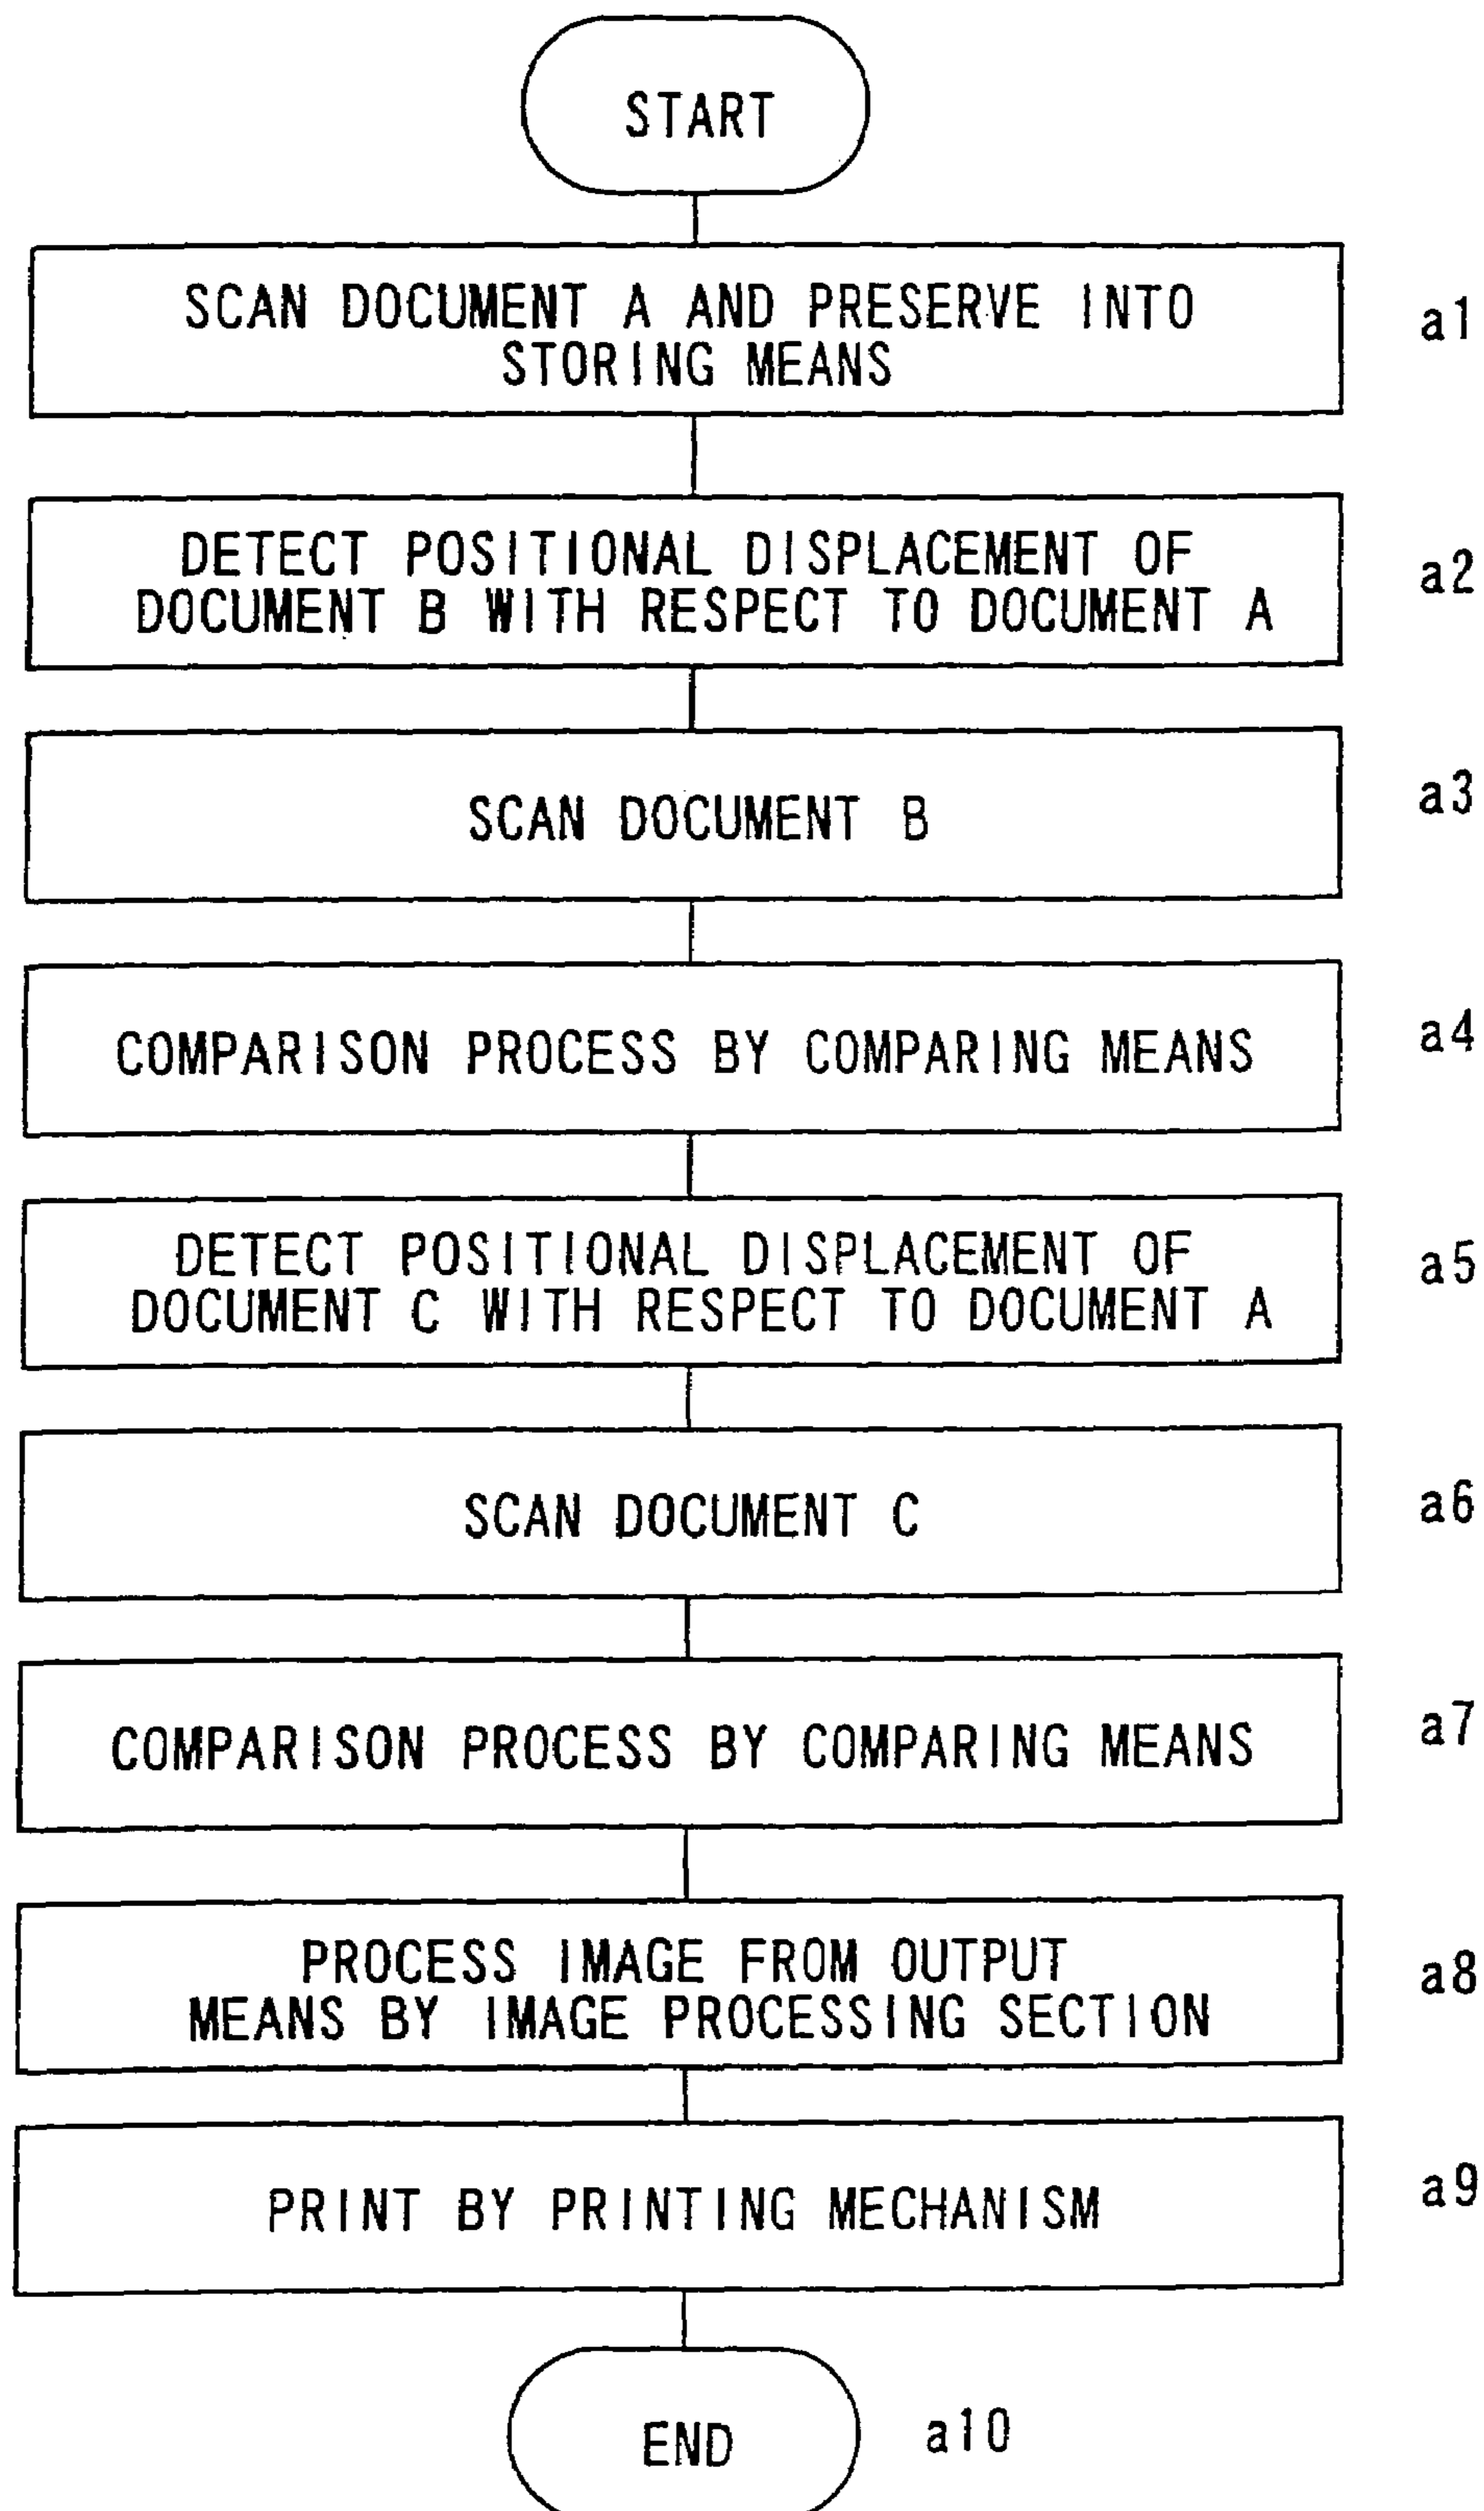 START
SCAN DOCUMENT A AND PRESERVE INTO
STORING MEANS
a1
DETECT POSITIONAL DISPLACEMENT OF
DOCUMENT B WITH RESPECT TO DOCUMENT A
a2
SCAN DOCUMENT B
a3
COMPARISON PROCESS BY COMPARING MEANS
a4
DETECT POSITIONAL DISPLACEMENT OF
DOCUMENT C WITH RESPECT TO DOCUMENT A
a5
SCAN DOCUMENT C
a6
COMPARISON PROCESS BY COMPARING MEANS
a7
PROCESS IMAGE FROM OUTPUT
MEANS BY IMAGE PROCESSING SECTION
a8
PRINT BY PRINTING MECHANISM
a9
END
a10